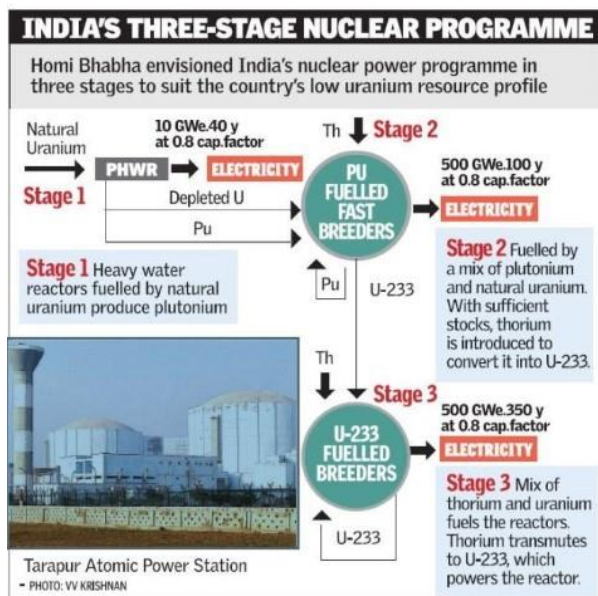 INDIA'S THREE-STAGE NUCLEAR PROGRAMME
Homi Bhabha envisioned India's nuclear power programme in
three stages to suit the country's low uranium resource profile
Natural
Uranium
Stage 1
PHWR
10 GWe.40 y
at 0.8 cap.factor
ELECTRICITY
Depleted U
Pu
Th
Stage 2
PU
FUELLED
FAST
BREEDERS
500 GWe.100 y
at 0.8 cap.factor
ELECTRICITY
Stage 1 Heavy water
reactors fuelled by natural
uranium produce plutonium
Pu
U-233
Stage 2 Fuelled by
a mix of plutonium
and natural uranium.
With sufficient
stocks, thorium
is introduced to
convert it into U-233.
Th
Stage 3
U-233
FUELLED
BREEDERS
500 GWe.350 y
at 0.8 cap.factor
ELECTRICITY
U-233
Stage 3 Mix of
thorium and uranium
fuels the reactors.
Thorium transmutes
to U-233, which
powers the reactor.
Tarapur Atomic Power Station
- PHOTO: VV KRISHNAN